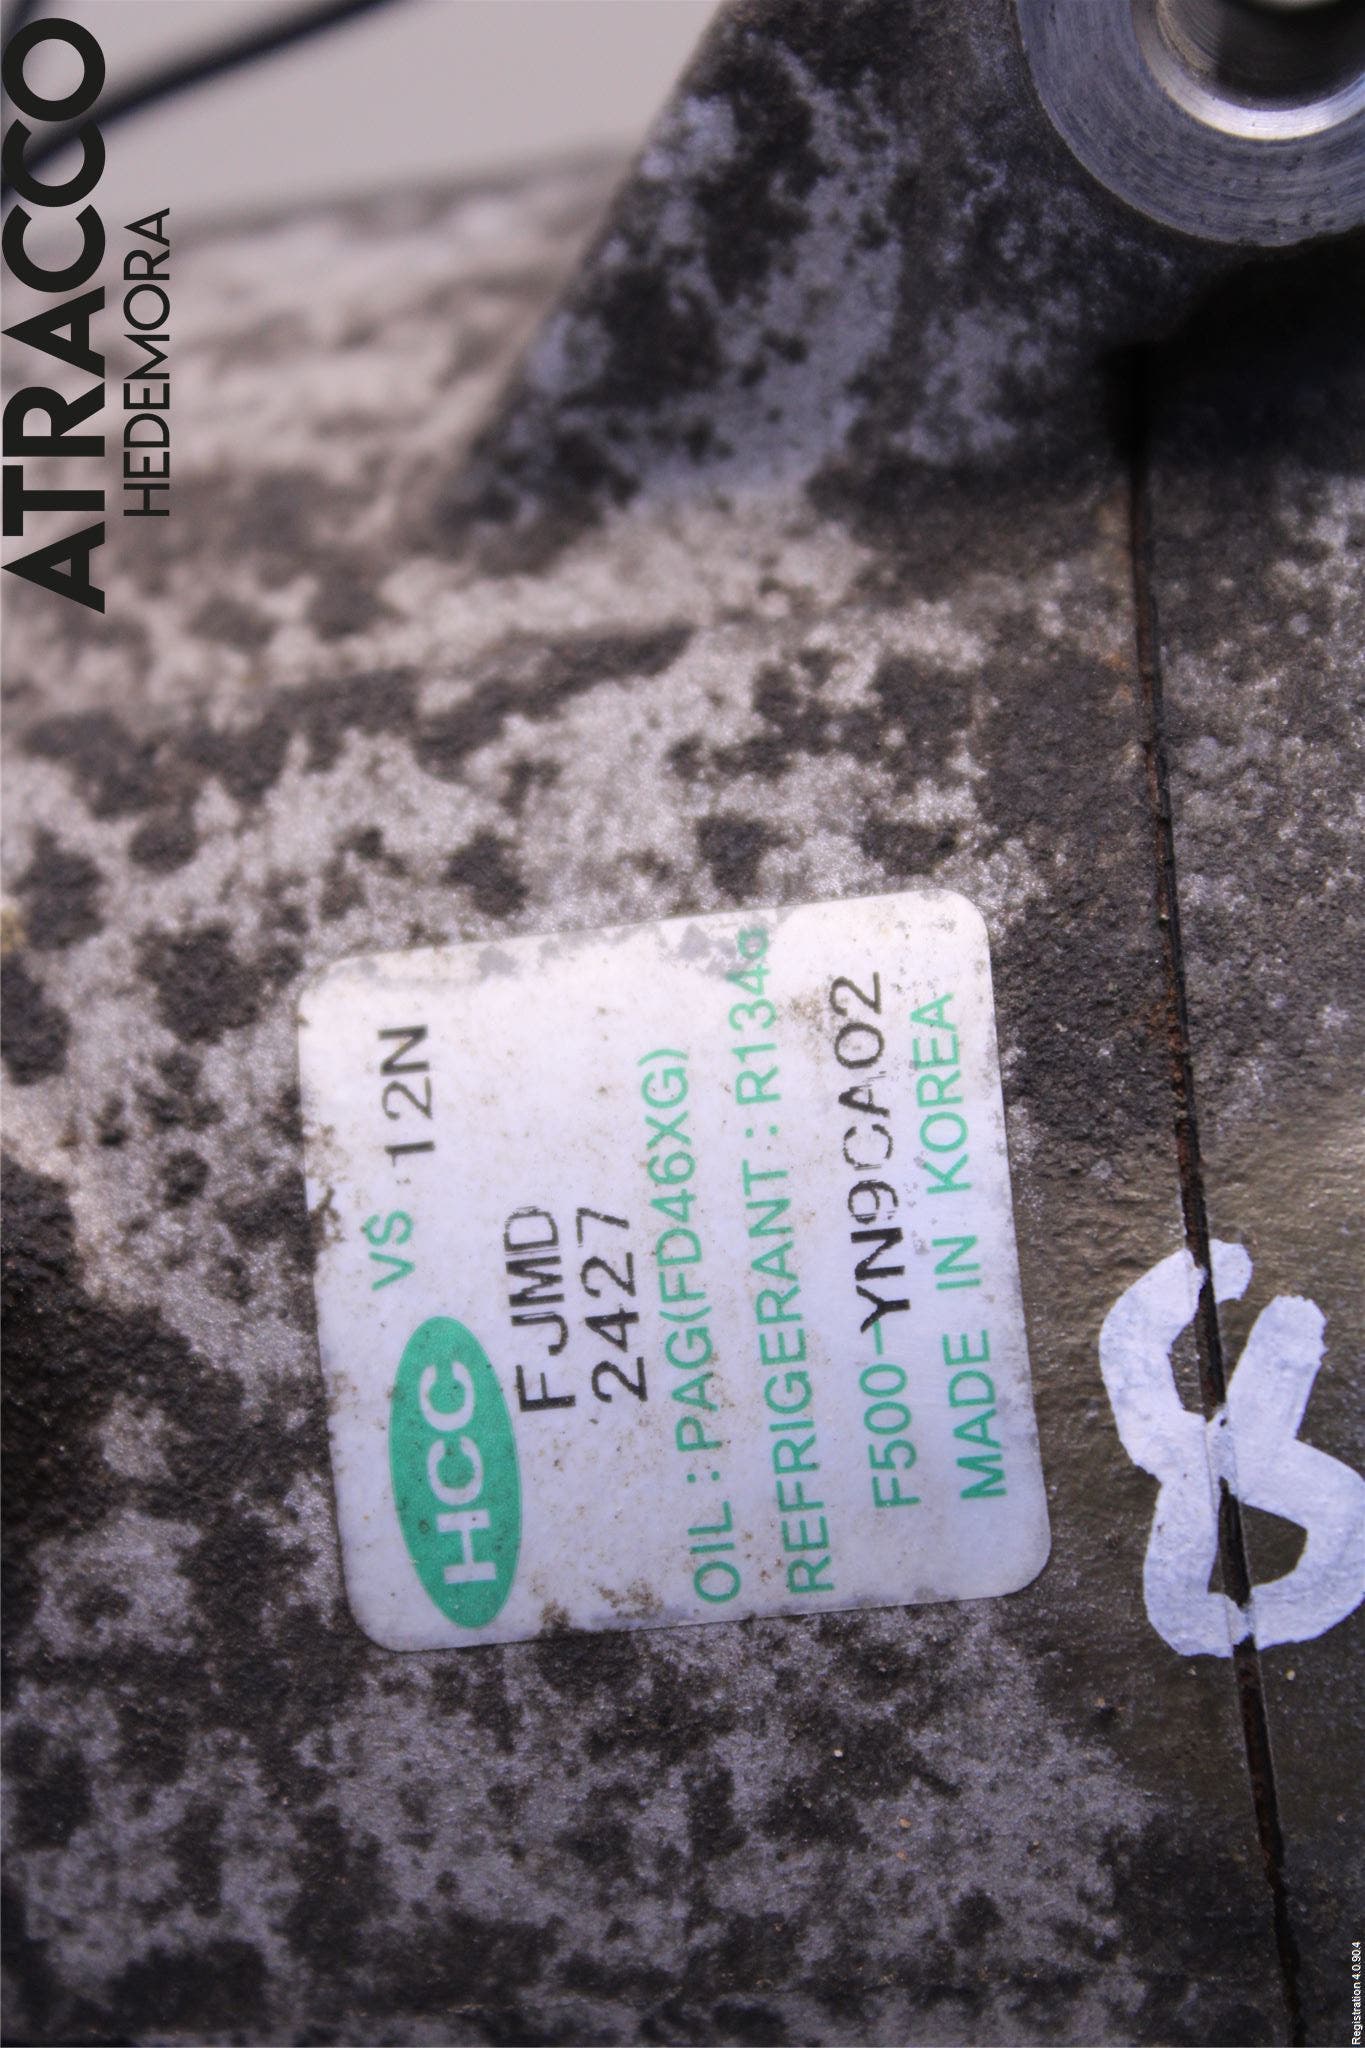 ATRACCO
HEDEMORA
HCC VS 12N
FJMD
2427
OIL : PAG(FD46XG)
REFRIGERANT : R134a
F500-YN9CA02
MADE IN KOREA
Registration 4.0.90.4